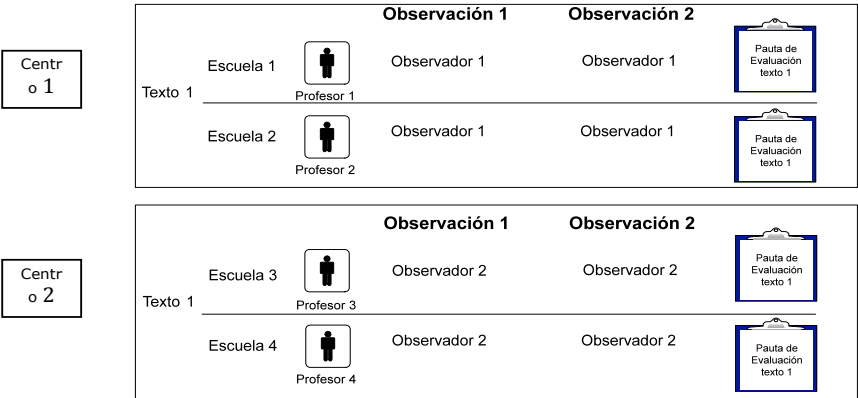 Observación 1 Observación 2
Centr
o 1
Texto 1
Escuela 1
Profesor 1
Observador 1
Observador 1
Pauta de
Evaluación
texto 1
Escuela 2
Profesor 2
Observador 1
Observador 1
Pauta de
Evaluación
texto 1
Observación 1 Observación 2
Centr
o 2
Texto 1
Escuela 3
Profesor 3
Observador 2
Observador 2
Pauta de
Evaluación
texto 1
Escuela 4
Profesor 4
Observador 2
Observador 2
Pauta de
Evaluación
texto 1